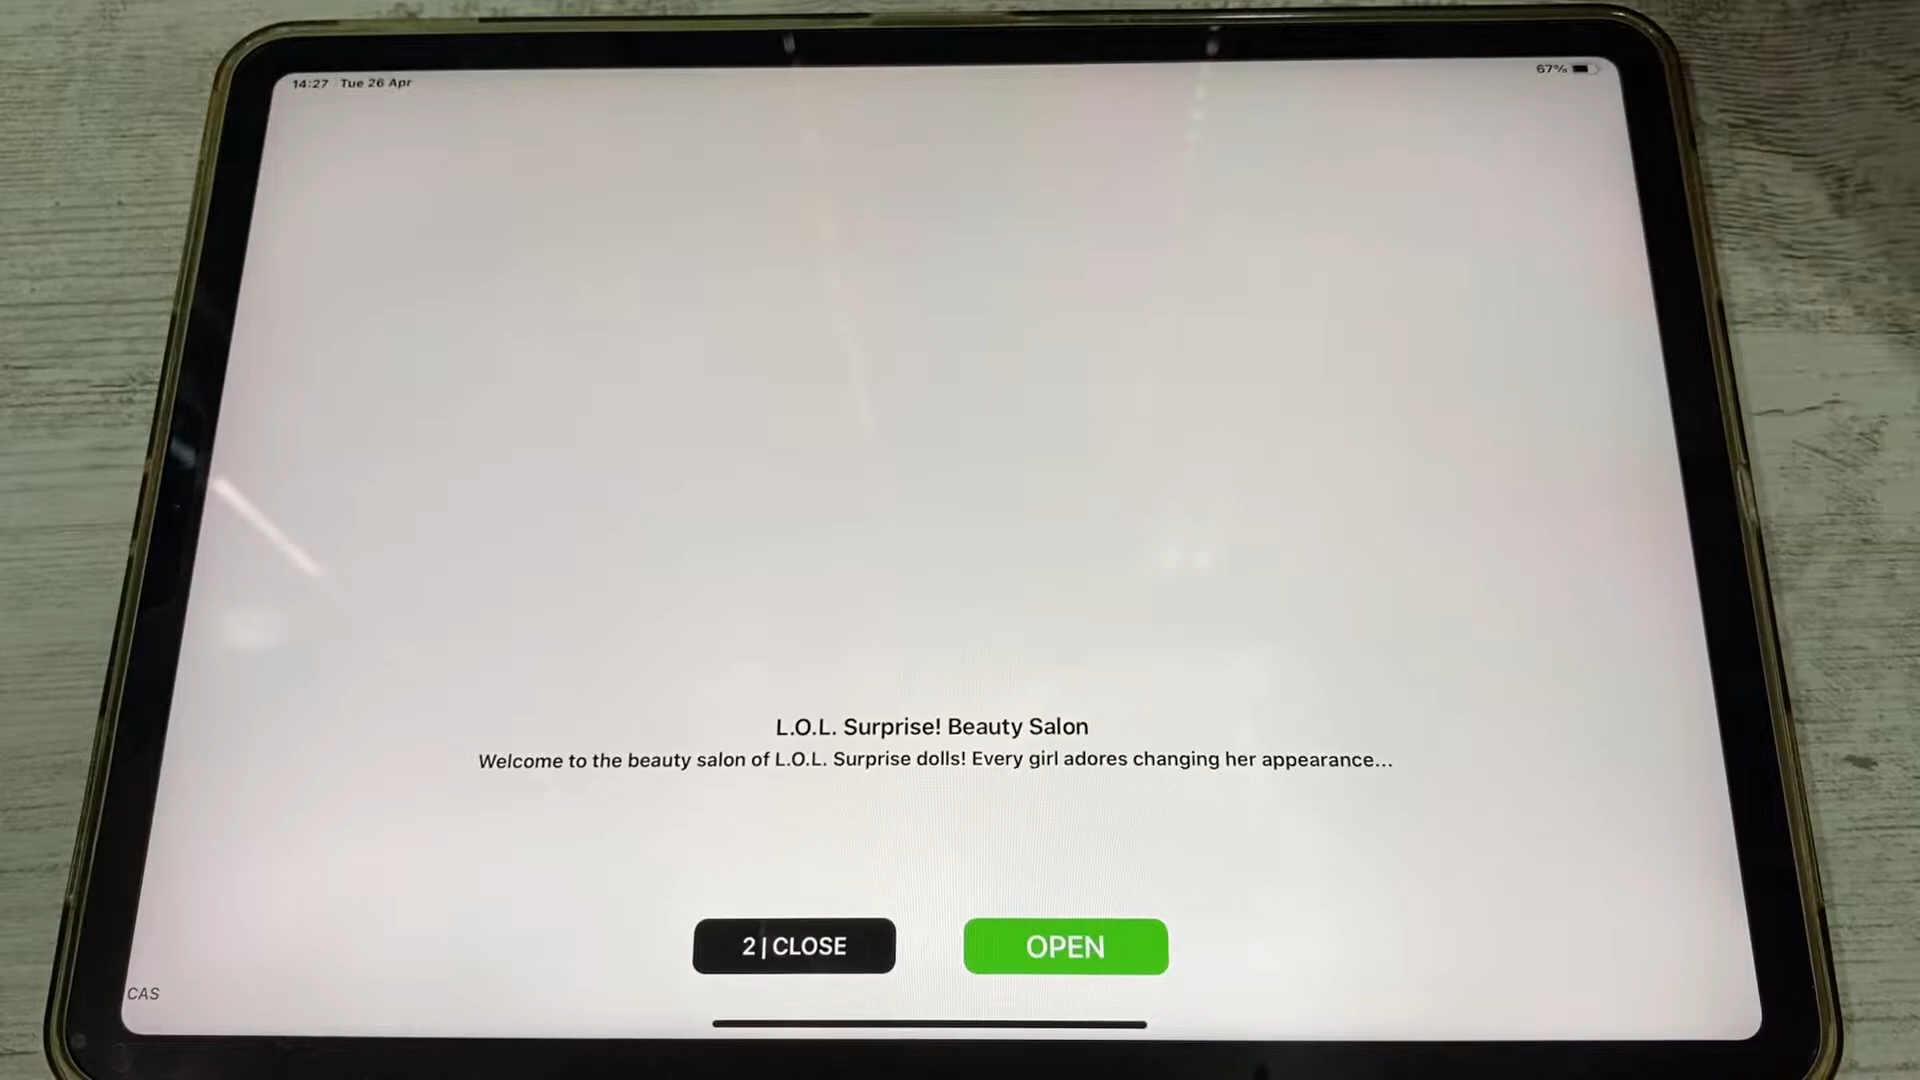 14:27 Tue 26 Apr
67%
L.O.L. Surprise! Beauty Salon
Welcome to the beauty salon of L.O.L. Surprise dolls! Every girl adores changing her appearance...
2 | CLOSE
OPEN
CAS